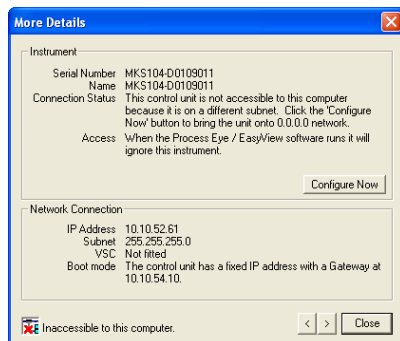 More Details
Instrument
Serial Number MKS104-D0109011
Name MKS104-D0109011
Connection Status This control unit is not accessible to this computer
because it is on a different subnet. Click the 'Configure
Now' button to bring the unit onto 0.0.0.0 network.
Access When the Process Eye / EasyView software runs it will
ignore this instrument.
Configure Now
Network Connection
IP Address 10.10.52.61
Subnet 255.255.255.0
VSC Not fitted
Boot mode The control unit has a fixed IP address with a Gateway at
10.10.54.10.
Inaccessible to this computer.
< > Close